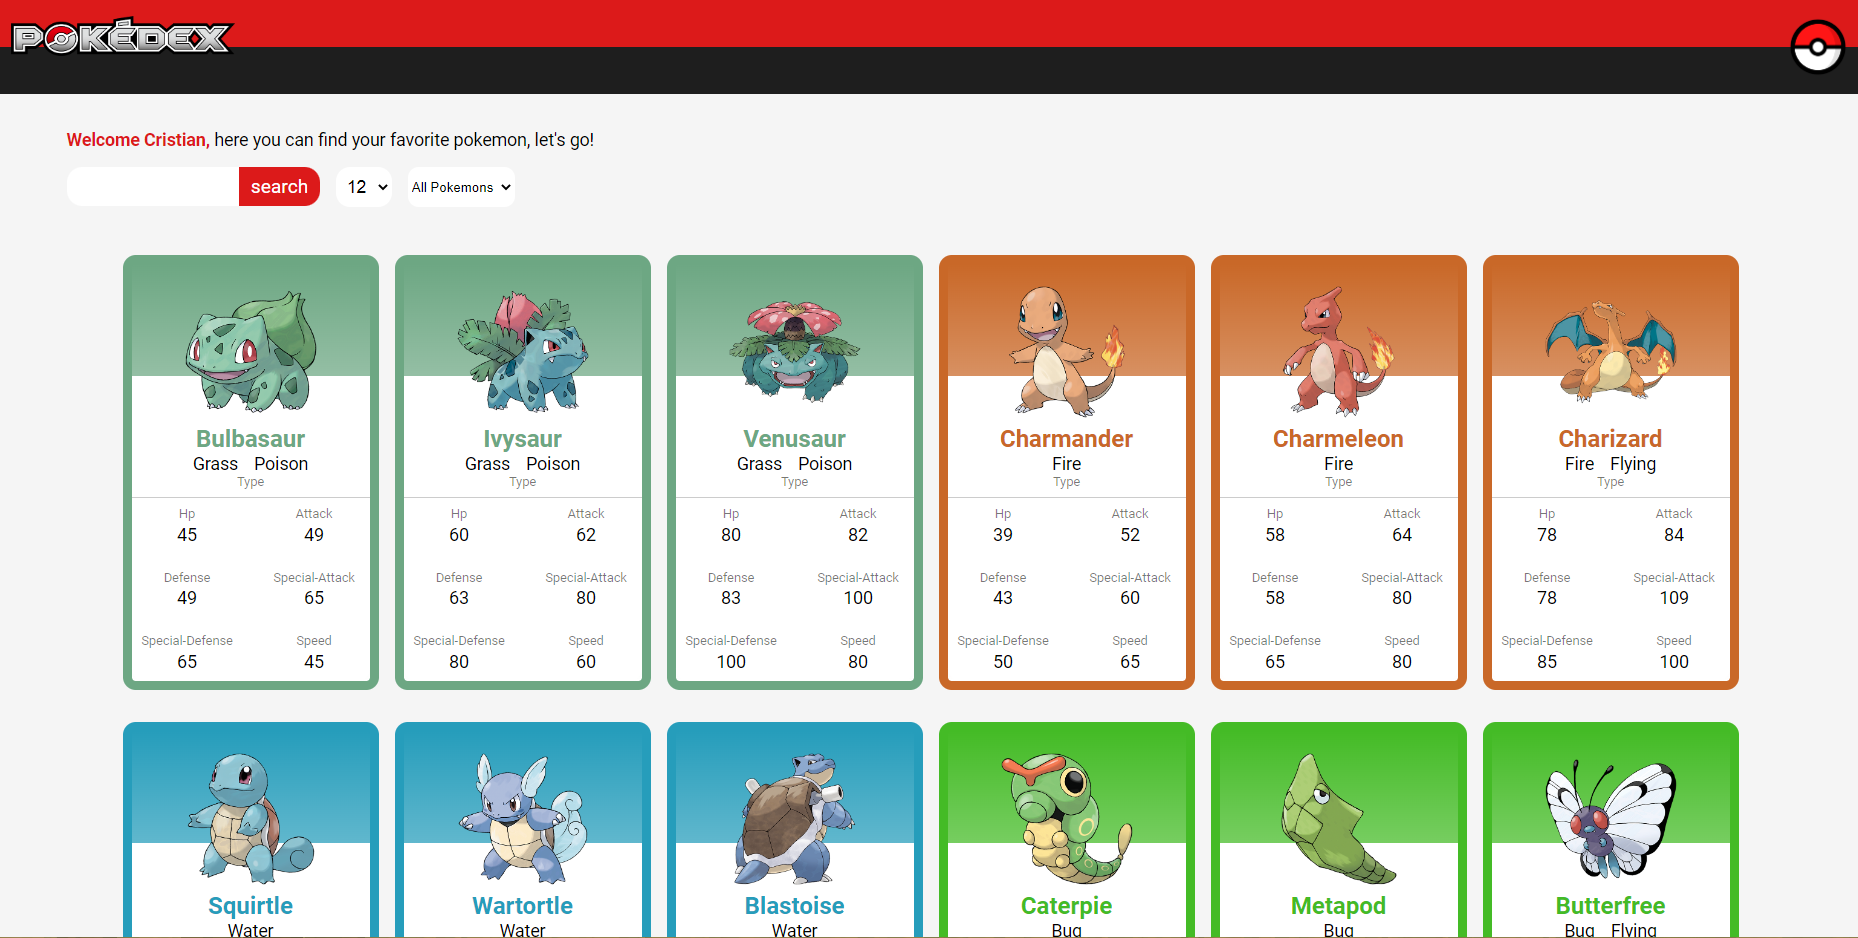 POKÉDEX
Welcome Cristian, here you can find your favorite pokemon, let's go!
search 12 All Pokemons
Bulbasaur Ivysaur Venusaur Charmander Charmeleon Charizard
Grass Poison Grass Poison Grass Poison Fire Fire Fire Flying
Type Type Type Type Type Type
Hp Attack Hp Attack Hp Attack Hp Attack Hp Attack Hp Attack
45 49 60 62 80 82 39 52 58 64 78 84
Defense Special-Attack Defense Special-Attack Defense Special-Attack Defense Special-Attack Defense Special-Attack Defense Special-Attack
49 65 63 80 83 100 43 60 58 80 78 109
Special-Defense Speed Special-Defense Speed Special-Defense Speed Special-Defense Speed Special-Defense Speed Special-Defense Speed
65 45 80 60 100 80 50 65 65 80 85 100
Squirtle Wartortle Blastoise Caterpie Metapod Butterfree
Water Water Water Bug Bug Bug Flying